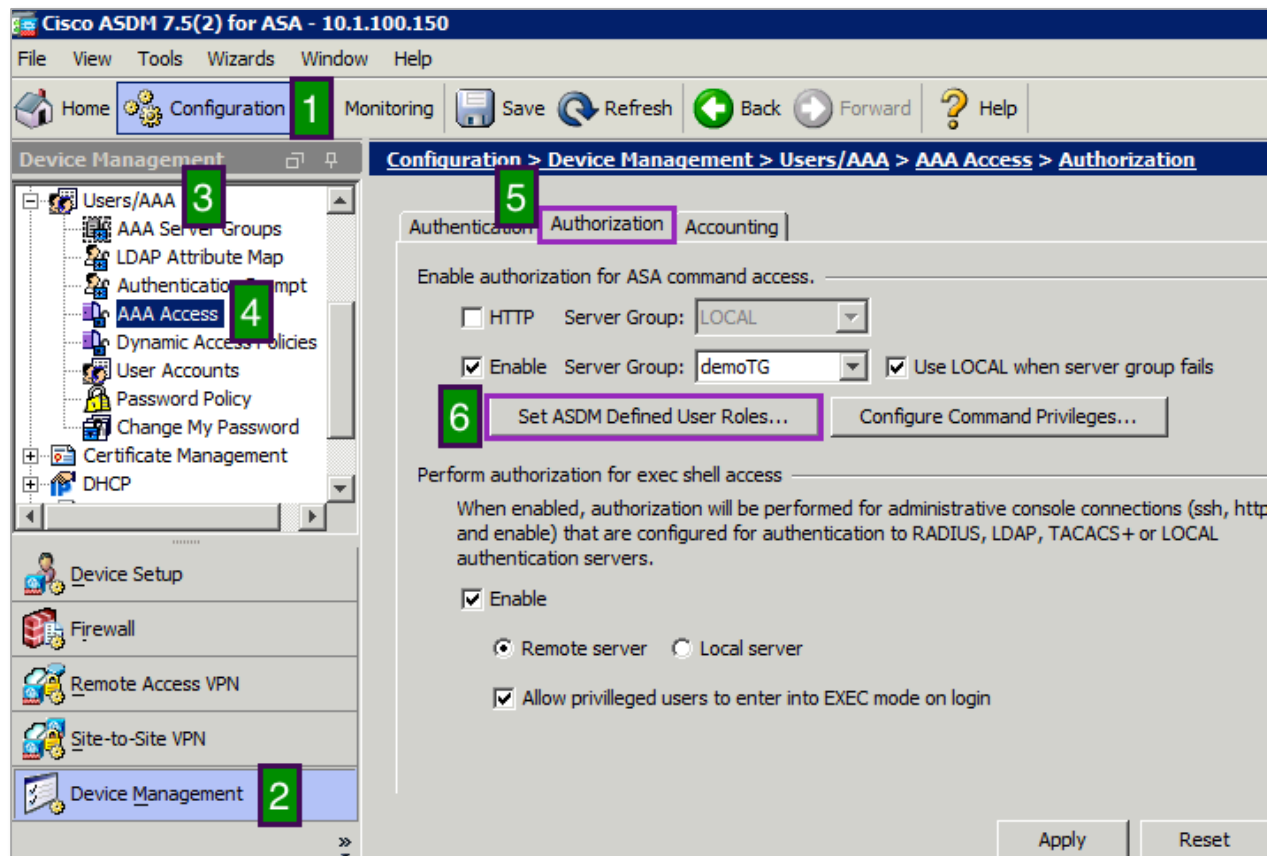 Cisco ASDM 7.5(2) for ASA - 10.1.100.150
File View Tools Wizards Window Help
Home Configuration 1 Monitoring Save Refresh Back Forward Help
Device Management
Users/AAA 3
AAA Server Groups
LDAP Attribute Map
Authentication Prompt
AAA Access 4
Dynamic Access Policies
User Accounts
Password Policy
Change My Password
Certificate Management
DHCP
Device Setup
Firewall
Remote Access VPN
Site-to-Site VPN
Device Management 2
Configuration > Device Management > Users/AAA > AAA Access > Authorization
5
Authentication Authorization Accounting
Enable authorization for ASA command access.
HTTP Server Group: LOCAL
Enable Server Group: demoTG Use LOCAL when server group fails
6 Set ASDM Defined User Roles... Configure Command Privileges...
Perform authorization for exec shell access
When enabled, authorization will be performed for administrative console connections (ssh, http
and enable) that are configured for authentication to RADIUS, LDAP, TACACS+ or LOCAL
authentication servers.
Enable
Remote server Local server
Allow privilleged users to enter into EXEC mode on login
Apply Reset